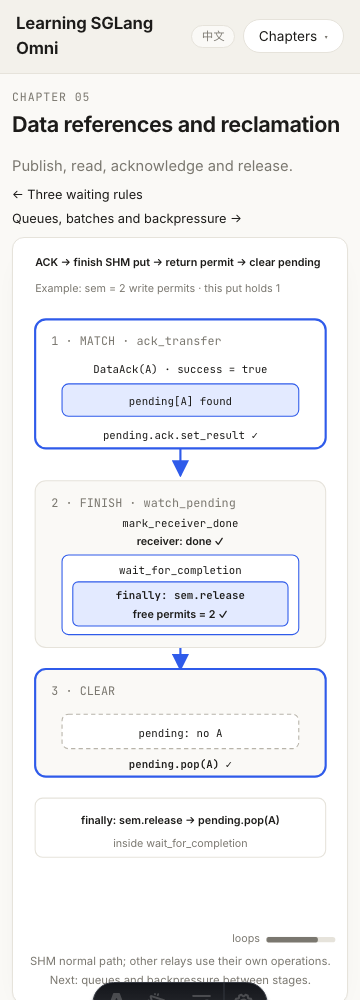 Learning SGLang
Omni
中文
Chapters
CHAPTER 05
Data references and reclamation
Publish, read, acknowledge and release.
← Three waiting rules
Queues, batches and backpressure →
ACK → finish SHM put → return permit → clear pending
Example: sem = 2 write permits · this put holds 1
1 · MATCH · ack_transfer
DataAck(A) · success = true
pending[A] found
pending.ack.set_result ✓
2 · FINISH · watch_pending
mark_receiver_done
receiver: done ✓
wait_for_completion
finally: sem.release
free permits = 2 ✓
3 · CLEAR
pending: no A
pending.pop(A) ✓
finally: sem.release → pending.pop(A)
inside wait_for_completion
loops
SHM normal path; other relays use their own operations.
Next: queues and backpressure between stages.